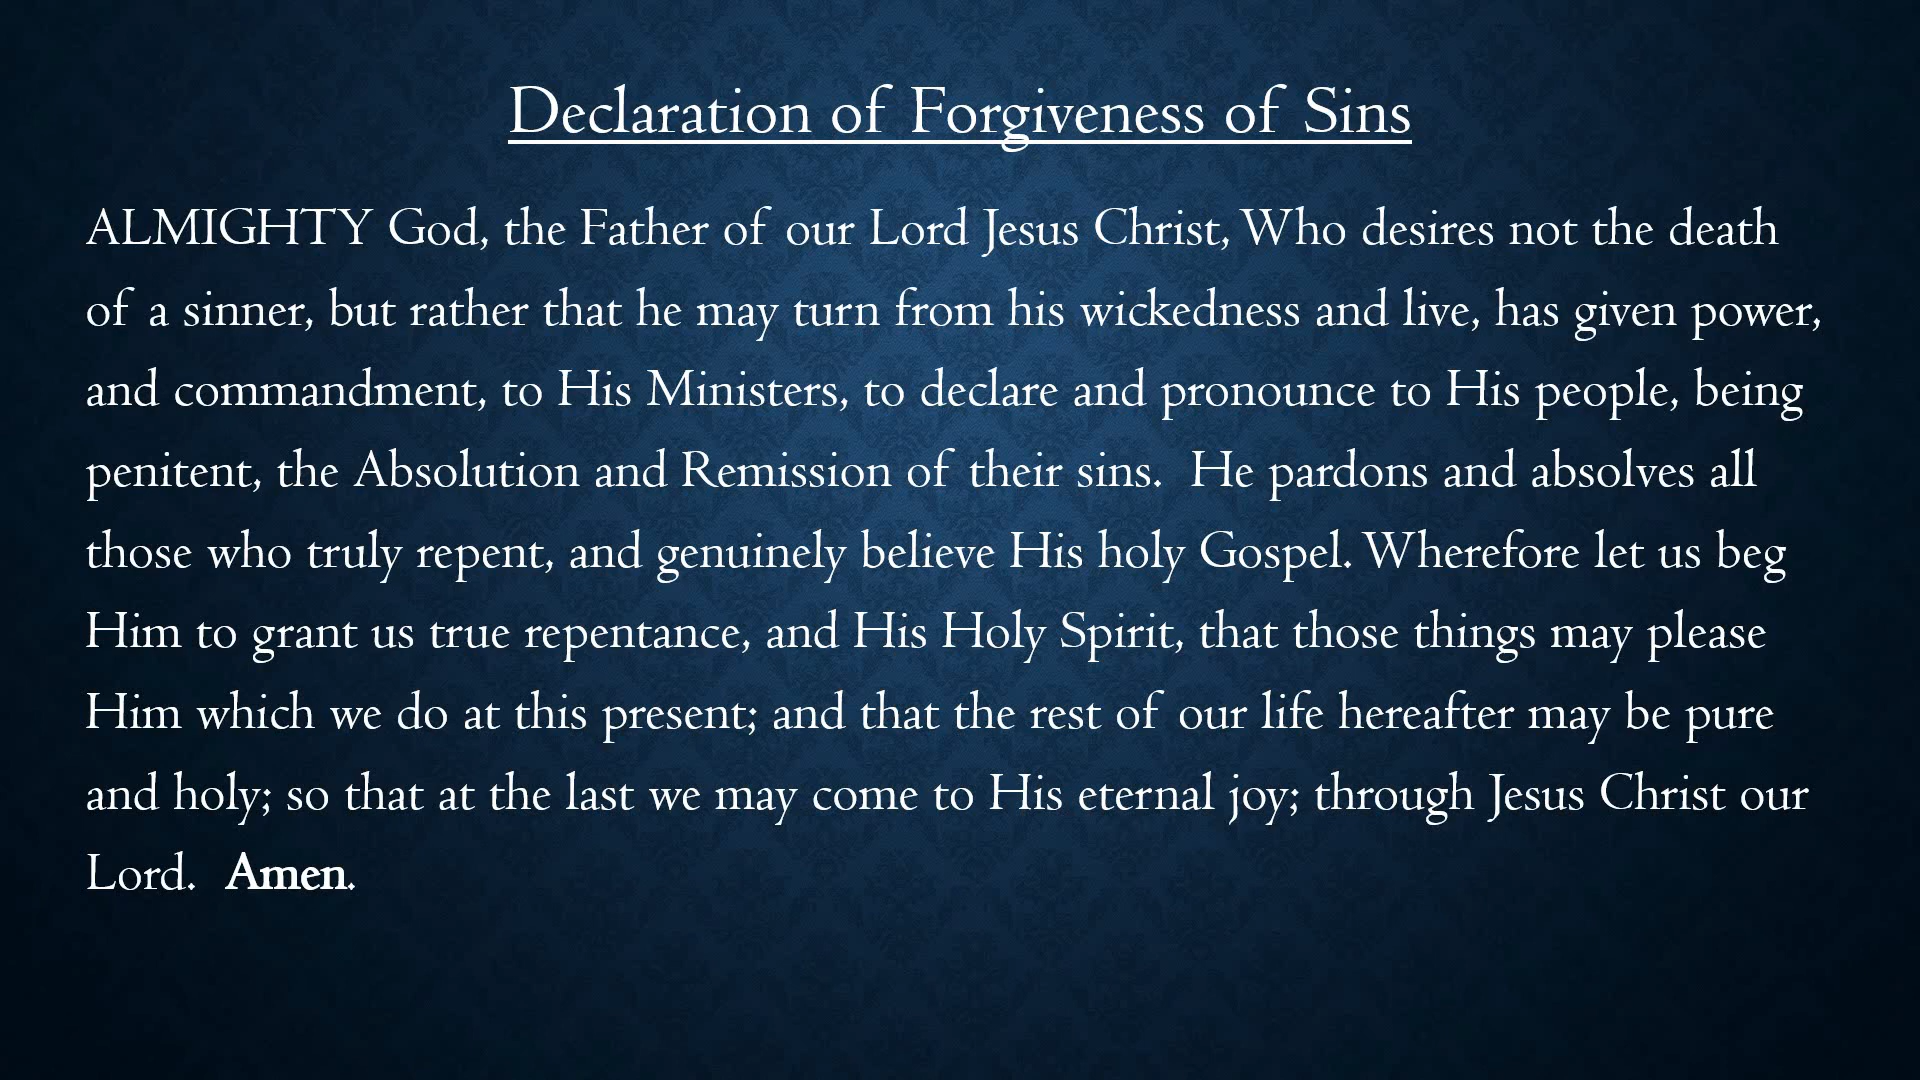 Declaration of Forgiveness of Sins
ALMIGHTY God, the Father of our Lord Jesus Christ, Who desires not the death
of a sinner, but rather that he may turn from his wickedness and live, has given power,
and commandment, to His Ministers, to declare and pronounce to His people, being
penitent, the Absolution and Remission of their sins.  He pardons and absolves all
those who truly repent, and genuinely believe His holy Gospel. Wherefore let us beg
Him to grant us true repentance, and His Holy Spirit, that those things may please
Him which we do at this present; and that the rest of our life hereafter may be pure
and holy; so that at the last we may come to His eternal joy; through Jesus Christ our
Lord.  Amen.